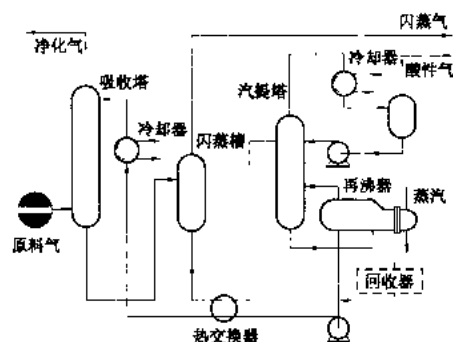 闪蒸气
净化气
冷却器
酸性气
吸收塔
汽提塔
冷却器
闪蒸槽
再沸器
蒸汽
原料气
回收器
热交换器